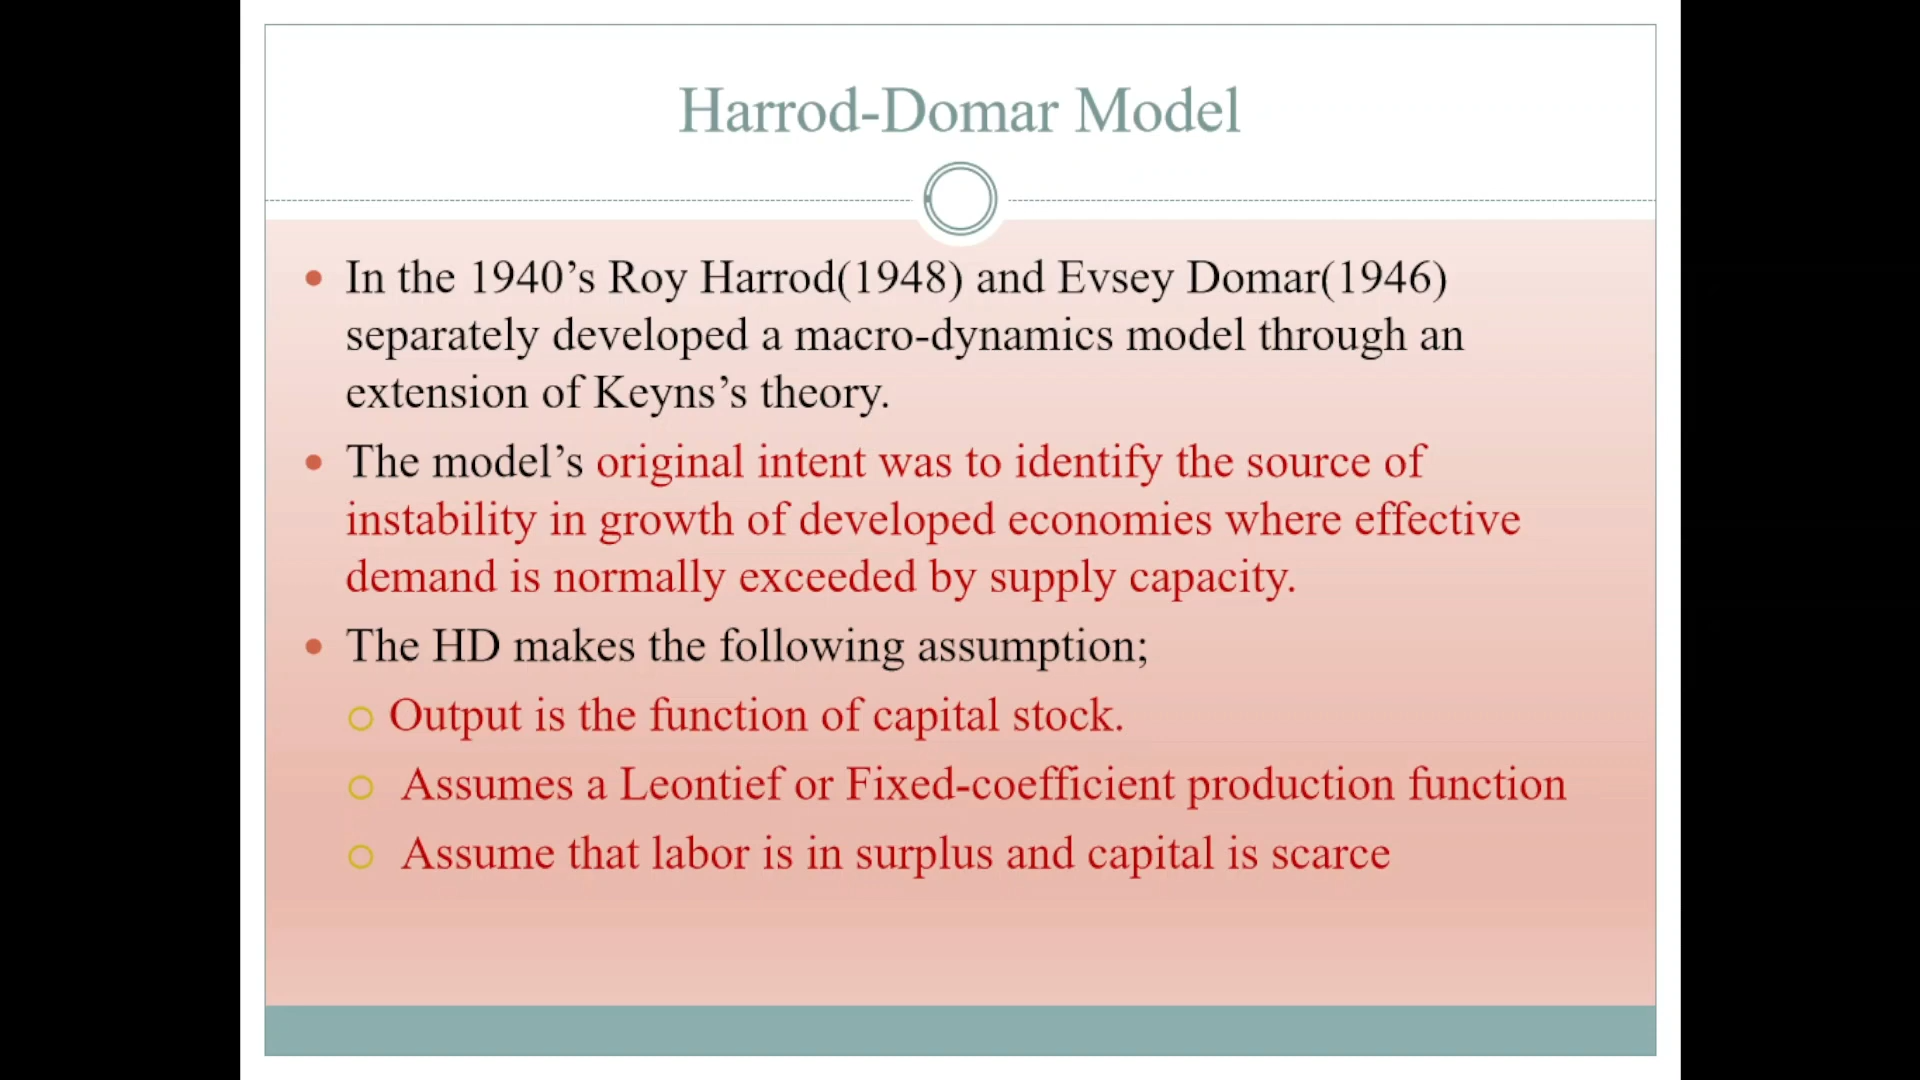 Harrod-Domar Model
In the 1940’s Roy Harrod(1948) and Evsey Domar(1946)
separately developed a macro-dynamics model through an
extension of Keyns’s theory.
The model’s original intent was to identify the source of
instability in growth of developed economies where effective
demand is normally exceeded by supply capacity.
The HD makes the following assumption;
Output is the function of capital stock.
Assumes a Leontief or Fixed-coefficient production function
Assume that labor is in surplus and capital is scarce